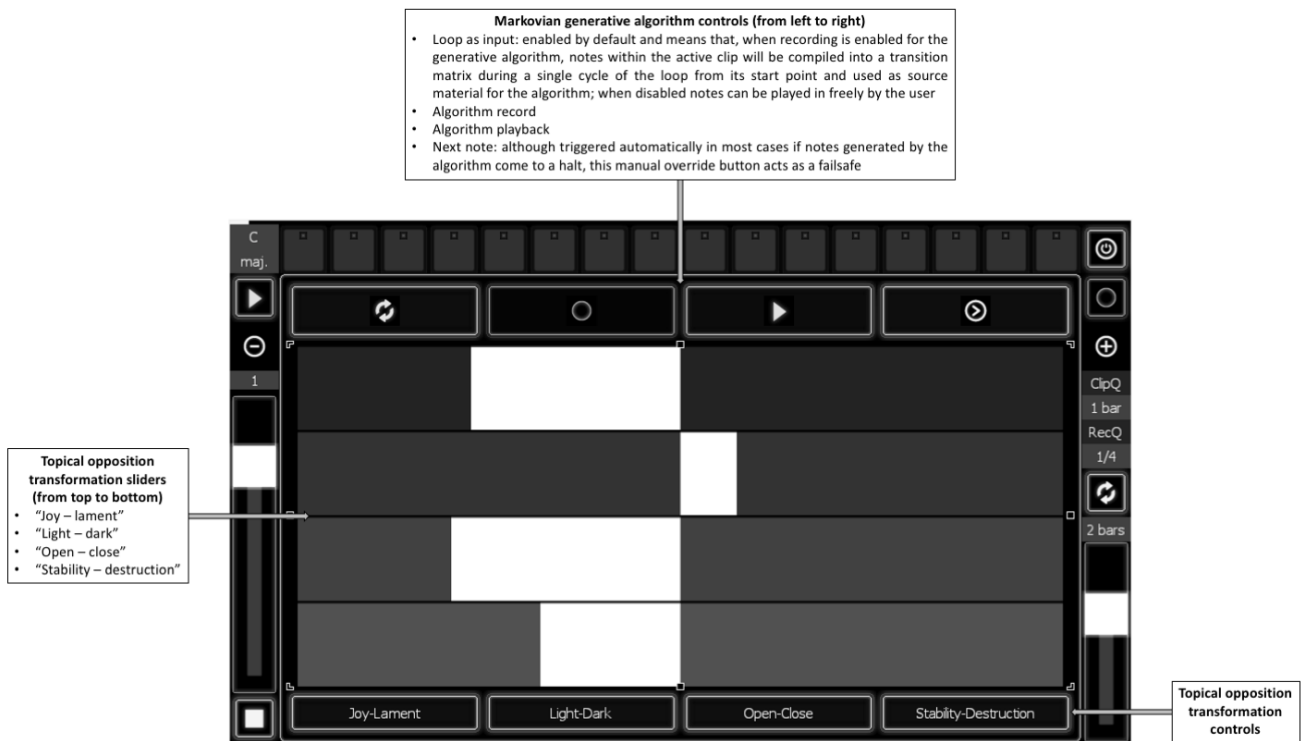 Markovian generative algorithm controls (from left to right)
• Loop as input: enabled by default and means that, when recording is enabled for the
generative algorithm, notes within the active clip will be compiled into a transition
matrix during a single cycle of the loop from its start point and used as source
material for the algorithm; when disabled notes can be played in freely by the user
• Algorithm record
• Algorithm playback
• Next note: although triggered automatically in most cases if notes generated by the
algorithm come to a halt, this manual override button acts as a failsafe
C
maj.
1
ClipQ
1 bar
RecQ
1/4
2 bars
Topical opposition
transformation sliders
(from top to bottom)
• “Joy – lament”
• “Light – dark”
• “Open – close”
• “Stability – destruction”
Joy-Lament
Light-Dark
Open-Close
Stability-Destruction
Topical opposition
transformation
controls